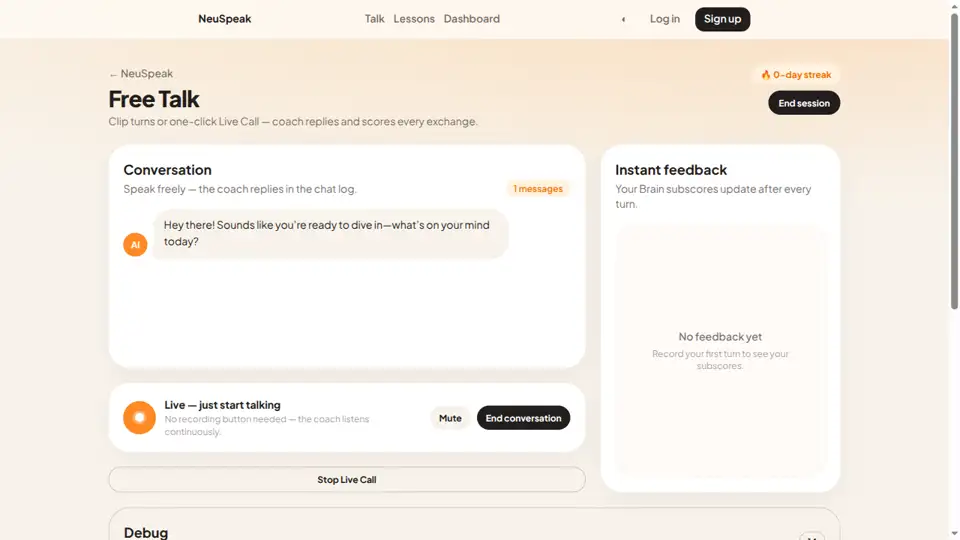 NeuSpeak
Talk Lessons Dashboard
Log in
Sign up
← NeuSpeak
🔥 0-day streak
Free Talk
End session
Clip turns or one-click Live Call — coach replies and scores every exchange.
Conversation
Speak freely — the coach replies in the chat log.
1 messages
AI
Hey there! Sounds like you're ready to dive in—what's on your mind
today?
Instant feedback
Your Brain subscores update after every
turn.
No feedback yet
Record your first turn to see your
subscores.
Live — just start talking
No recording button needed — the coach listens
continuously.
Mute
End conversation
Stop Live Call
Debug